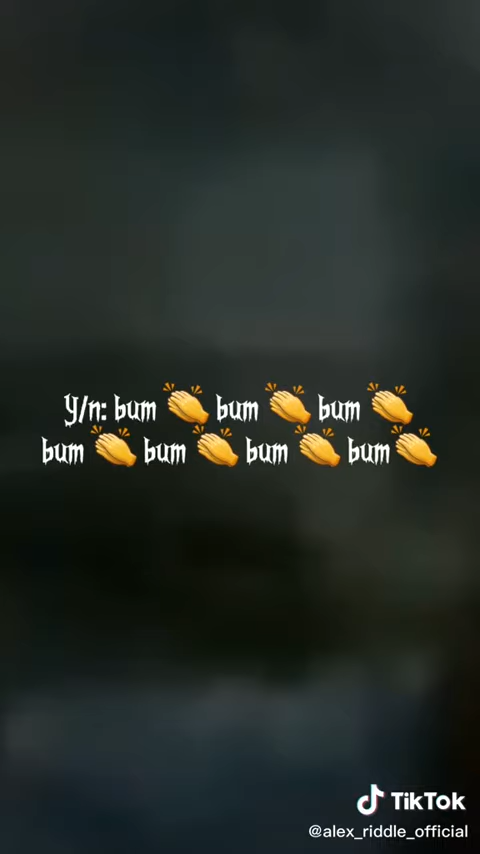 Y/n: bum 👏 bum 👏 bum 👏
bum 👏 bum 👏 bum 👏 bum 👏
TikTok
@alex_riddle_official